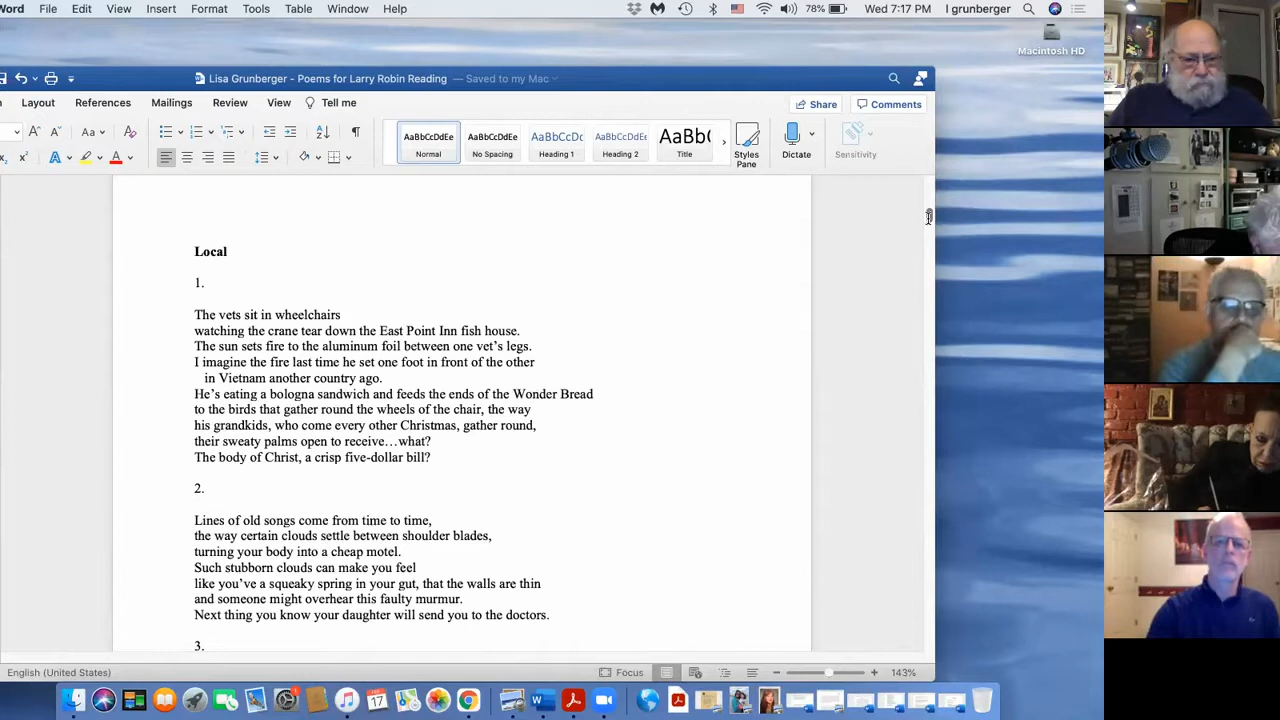 Word File Edit View Insert Format Tools Table Window Help 78% Wed 7:17 PM l grunberger
Macintosh HD
Lisa Grunberger - Poems for Larry Robin Reading — Saved to my Mac
Layout References Mailings Review View Tell me Share Comments
Aa
AaBbCcDdEe AaBbCcDdEe AaBbCcDc AaBbCcDdEe AaBb(
Normal No Spacing Heading 1 Heading 2 Title Styles Pane Dictate Sensitivity
Local
1.
The vets sit in wheelchairs
watching the crane tear down the East Point Inn fish house.
The sun sets fire to the aluminum foil between one vet’s legs.
I imagine the fire last time he set one foot in front of the other
in Vietnam another country ago.
He’s eating a bologna sandwich and feeds the ends of the Wonder Bread
to the birds that gather round the wheels of the chair, the way
his grandkids, who come every other Christmas, gather round,
their sweaty palms open to receive…what?
The body of Christ, a crisp five-dollar bill?
2.
Lines of old songs come from time to time,
the way certain clouds settle between shoulder blades,
turning your body into a cheap motel.
Such stubborn clouds can make you feel
like you’ve a squeaky spring in your gut, that the walls are thin
and someone might overhear this faulty murmur.
Next thing you know your daughter will send you to the doctors.
3.
English (United States) Focus 143%
17